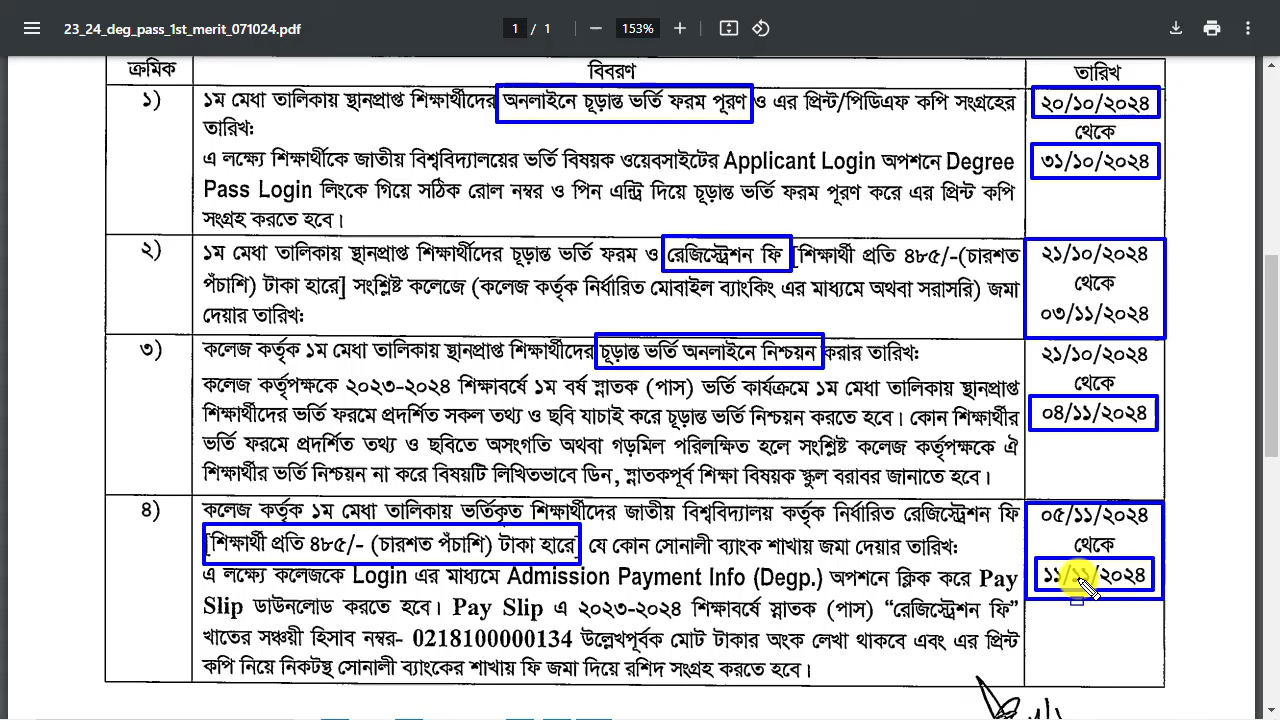 23_24_deg_pass_1st_merit_071024.pdf
1 / 1
153%
ক্রমিক বিবরণ তারিখ
১) ১ম মেধা তালিকায় স্থানপ্রাপ্ত শিক্ষার্থীদের অনলাইনে চূড়ান্ত ভর্তি ফরম পূরণ ও এর প্রিন্ট/পিডিএফ কপি সংগ্রহের ২০/১০/২০২৪
তারিখঃ থেকে
এ লক্ষ্যে শিক্ষার্থীকে জাতীয় বিশ্ববিদ্যালয়ের ভর্তি বিষয়ক ওয়েবসাইটের Applicant Login অপশনে Degree ৩১/১০/২০২৪
Pass Login লিংকে গিয়ে সঠিক রোল নম্বর ও পিন এন্ট্রি দিয়ে চূড়ান্ত ভর্তি ফরম পূরণ করে এর প্রিন্ট কপি
সংগ্রহ করতে হবে।
২) ১ম মেধা তালিকায় স্থানপ্রাপ্ত শিক্ষার্থীদের চূড়ান্ত ভর্তি ফরম ও রেজিস্ট্রেশন ফি [শিক্ষার্থী প্রতি ৪৮৫/-(চারশত ২১/১০/২০২৪
পঁচাশি) টাকা হারে] সংশ্লিষ্ট কলেজে (কলেজ কর্তৃক নির্ধারিত মোবাইল ব্যাংকিং এর মাধ্যমে অথবা সরাসরি) জমা থেকে
দেয়ার তারিখঃ ০৩/১১/২০২৪
৩) কলেজ কর্তৃক ১ম মেধা তালিকায় স্থানপ্রাপ্ত শিক্ষার্থীদের চূড়ান্ত ভর্তি অনলাইনে নিশ্চয়ন করার তারিখঃ ২১/১০/২০২৪
কলেজ কর্তৃপক্ষকে ২০২৩-২০২৪ শিক্ষাবর্ষে ১ম বর্ষ স্নাতক (পাস) ভর্তি কার্যক্রমে ১ম মেধা তালিকায় স্থানপ্রাপ্ত থেকে
শিক্ষার্থীদের ভর্তি ফরমে প্রদর্শিত সকল তথ্য ও ছবি যাচাই করে চূড়ান্ত ভর্তি নিশ্চয়ন করতে হবে। কোন শিক্ষার্থীর ০৪/১১/২০২৪
ভর্তি ফরমে প্রদর্শিত তথ্য ও ছবিতে অসংগতি অথবা গড়মিল পরিলক্ষিত হলে সংশ্লিষ্ট কলেজ কর্তৃপক্ষকে ঐ
শিক্ষার্থীর ভর্তি নিশ্চয়ন না করে বিষয়টি লিখিতভাবে ডিন, স্নাতকপূর্ব শিক্ষা বিষয়ক স্কুল বরাবর জানাতে হবে।
৪) কলেজ কর্তৃক ১ম মেধা তালিকায় ভর্তিকৃত শিক্ষার্থীদের জাতীয় বিশ্ববিদ্যালয় কর্তৃক নির্ধারিত রেজিস্ট্রেশন ফি ০৫/১১/২০২৪
[শিক্ষার্থী প্রতি ৪৮৫/- (চারশত পঁচাশি) টাকা হারে] যে কোন সোনালী ব্যাংক শাখায় জমা দেয়ার তারিখঃ থেকে
এ লক্ষ্যে কলেজকে Login এর মাধ্যমে Admission Payment Info (Degp.) অপশনে ক্লিক করে Pay ১১/১১/২০২৪
Slip ডাউনলোড করতে হবে। Pay Slip এ ২০২৩-২০২৪ শিক্ষাবর্ষে স্নাতক (পাস) “রেজিস্ট্রেশন ফি”
খাতের সঞ্চয়ী হিসাব নম্বর- 0218100000134 উল্লেখপূর্বক মোট টাকার অংক লেখা থাকবে এবং এর প্রিন্ট
কপি নিয়ে নিকটস্থ সোনালী ব্যাংকের শাখায় ফি জমা দিয়ে রশিদ সংগ্রহ করতে হবে।